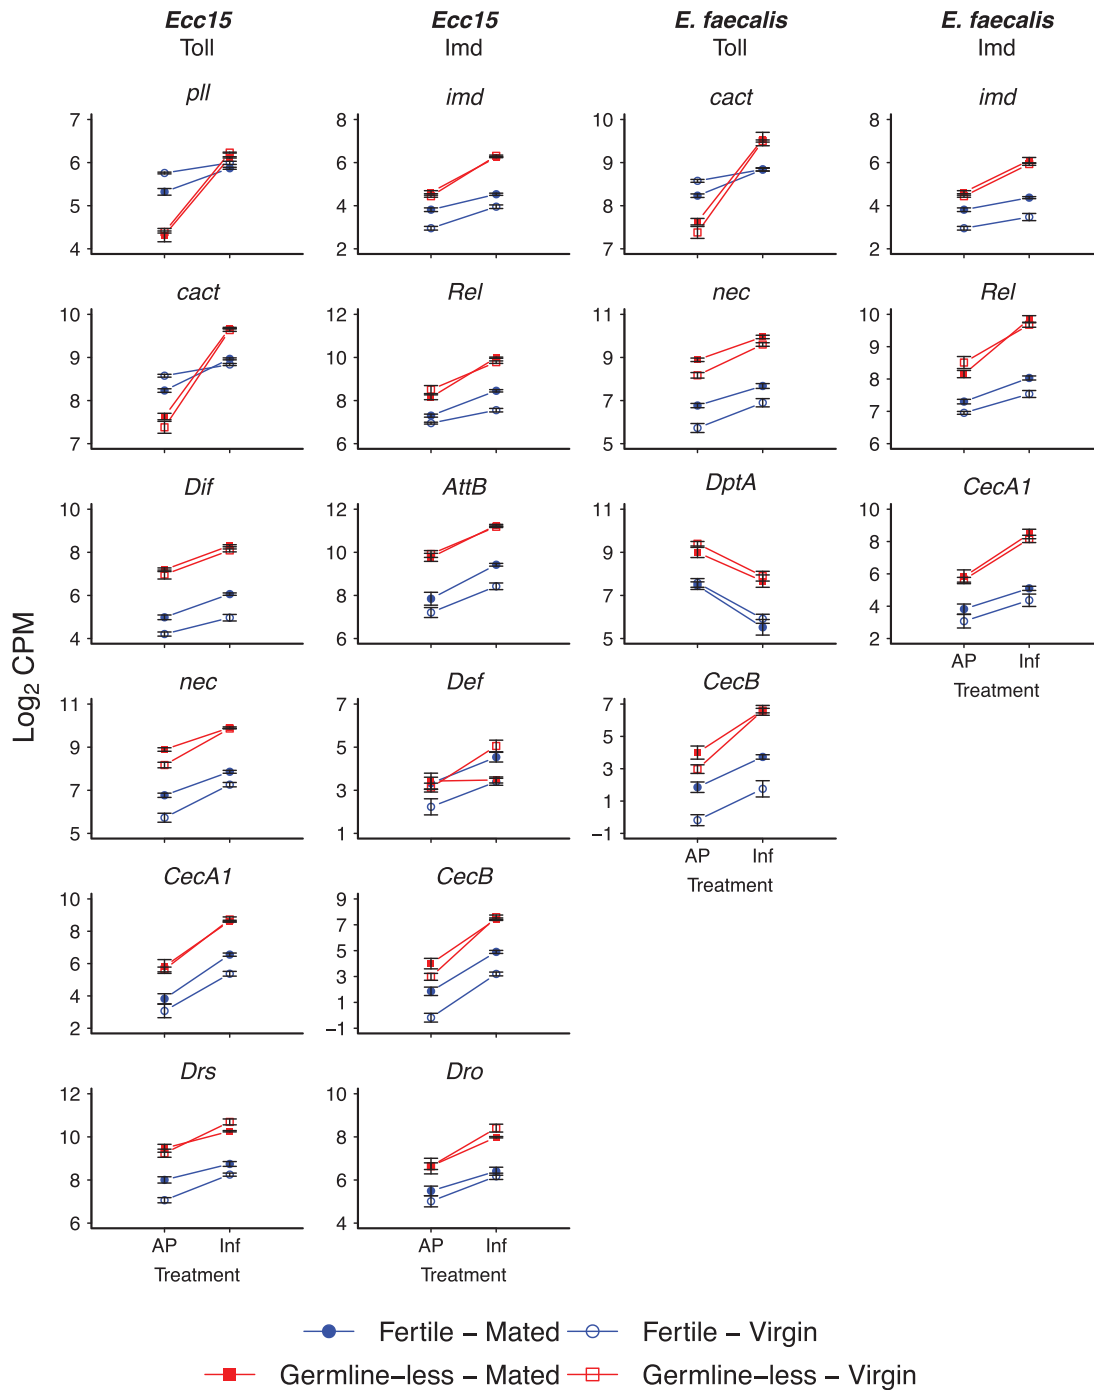 Ecc15 Ecc15 E. faecalis E. faecalis
Toll Imd Toll Imd
pll imd cact imd
7 8 10 8
6 6 9 6
5 4 8 4
4 2 7 2
cact Rel nec Rel
10 12 11 10
9 10 9 9
8 8 7 8
7
7 6 5 6
Dif AttB DptA CecA1
10 12 11 10
8 10 9 8
6
6 8 7 4
4 6 5 2
AP Inf
Treatment
Log2 CPM
nec Def CecB
11 7 7
9 5 5
7 3 3
1
5 1 −1
AP Inf
Treatment
CecA1 CecB
10 9
8 7
5
6 3
4 1
2 −1
Drs Dro
12 10
10 8
8 6
6 4
AP Inf AP Inf
Treatment Treatment
Fertile − Mated Fertile − Virgin
Germline−less − Mated Germline−less − Virgin